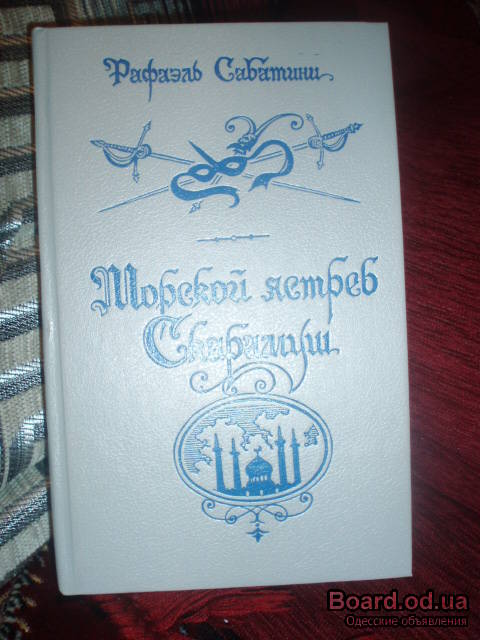 Рафаэль Сабатини
Морской ястреб
Скарамуш
Board.od.ua
Одесские объявления